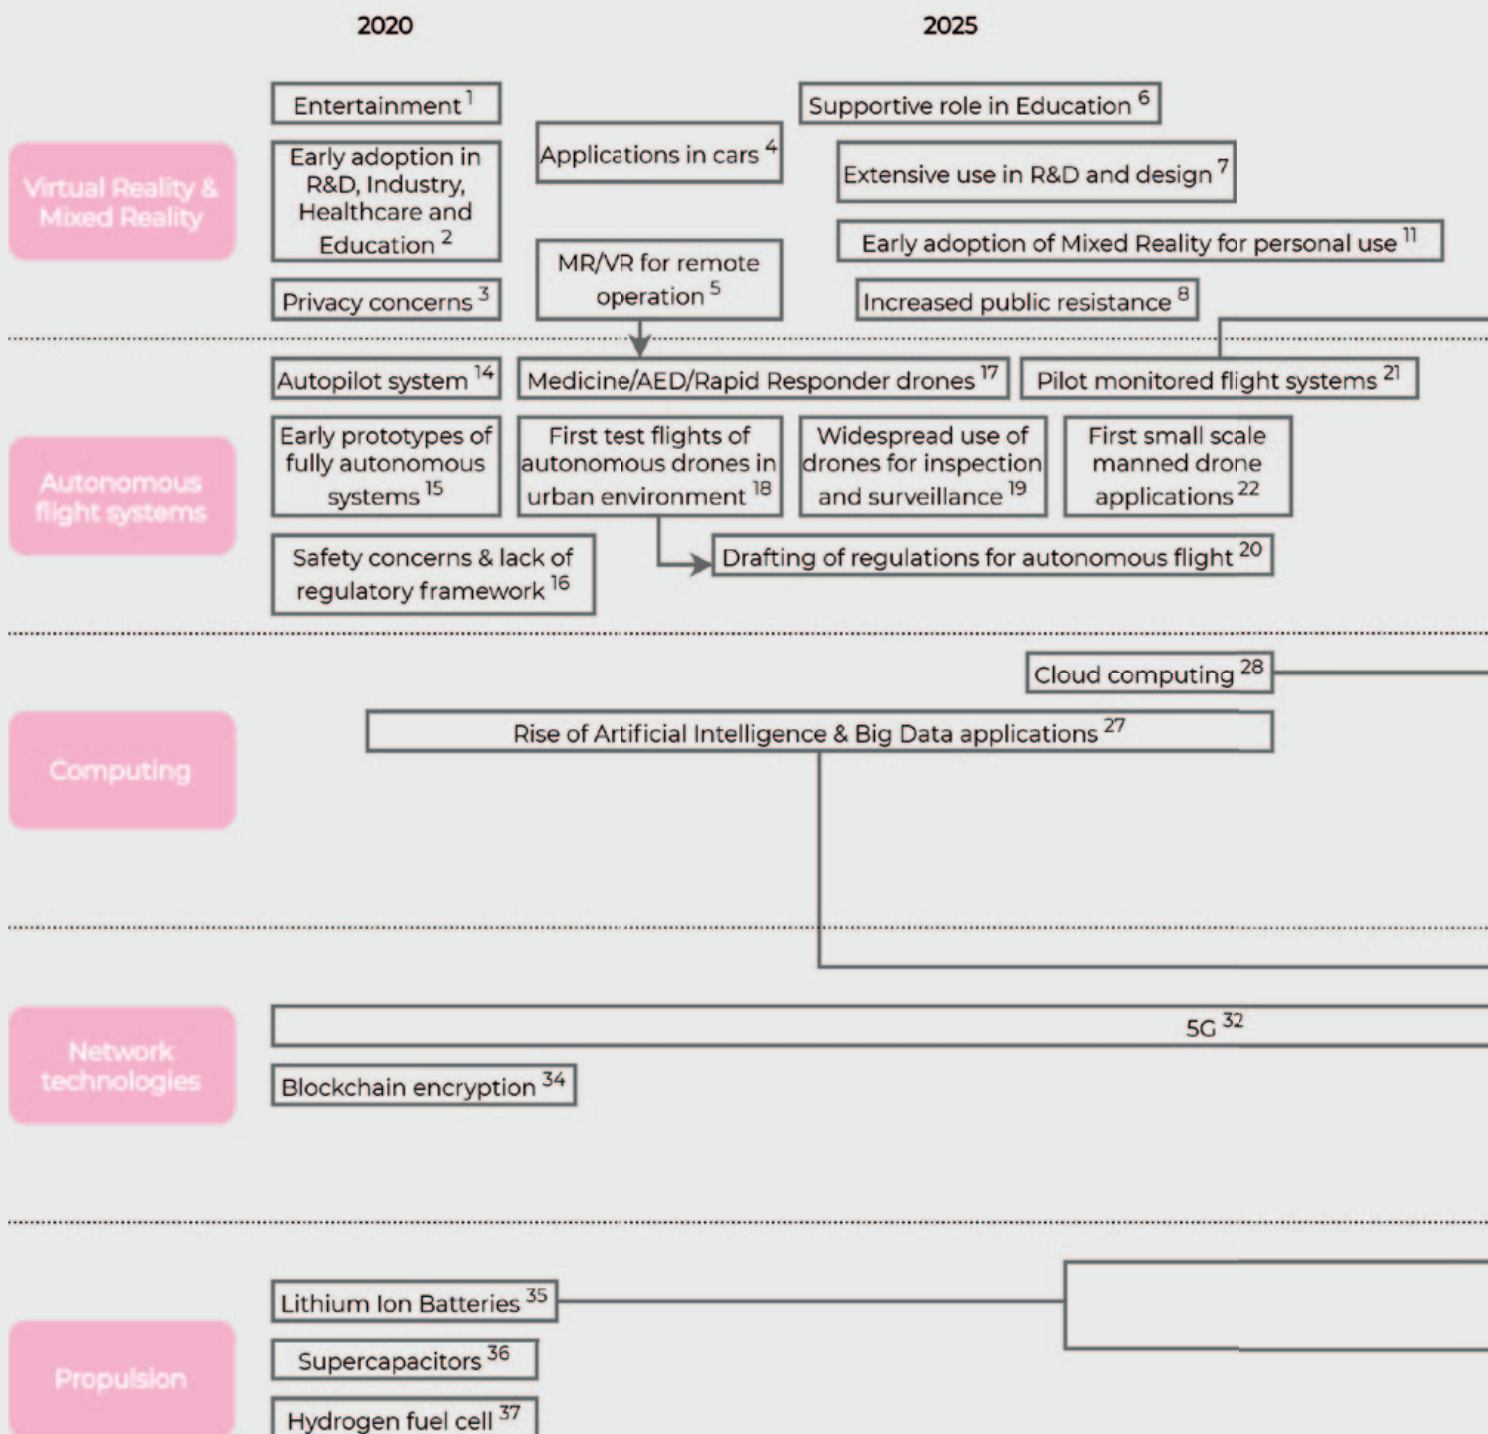 2020
2025
Virtual Reality &
Mixed Reality
Entertainment 1
Early adoption in
R&D, Industry,
Healthcare and
Education 2
Privacy concerns 3
Applications in cars 4
MR/VR for remote
operation 5
Supportive role in Education 6
Extensive use in R&D and design 7
Early adoption of Mixed Reality for personal use 11
Increased public resistance 8
Autonomous
flight systems
Autopilot system 14
Medicine/AED/Rapid Responder drones 17
Pilot monitored flight systems 21
Early prototypes of
fully autonomous
systems 15
First test flights of
autonomous drones in
urban environment 18
Widespread use of
drones for inspection
and surveillance 19
First small scale
manned drone
applications 22
Safety concerns & lack of
regulatory framework 16
Drafting of regulations for autonomous flight 20
Computing
Cloud computing 28
Rise of Artificial Intelligence & Big Data applications 27
Network
technologies
5G 32
Blockchain encryption 34
Propulsion
Lithium Ion Batteries 35
Supercapacitors 36
Hydrogen fuel cell 37